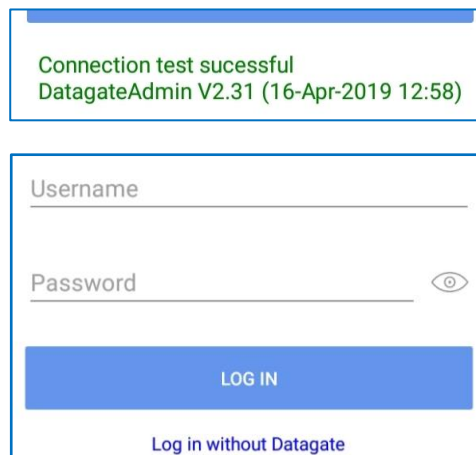 Connection test sucessful
DatagateAdmin V2.31 (16-Apr-2019 12:58)
Username
Password
LOG IN
Log in without Datagate